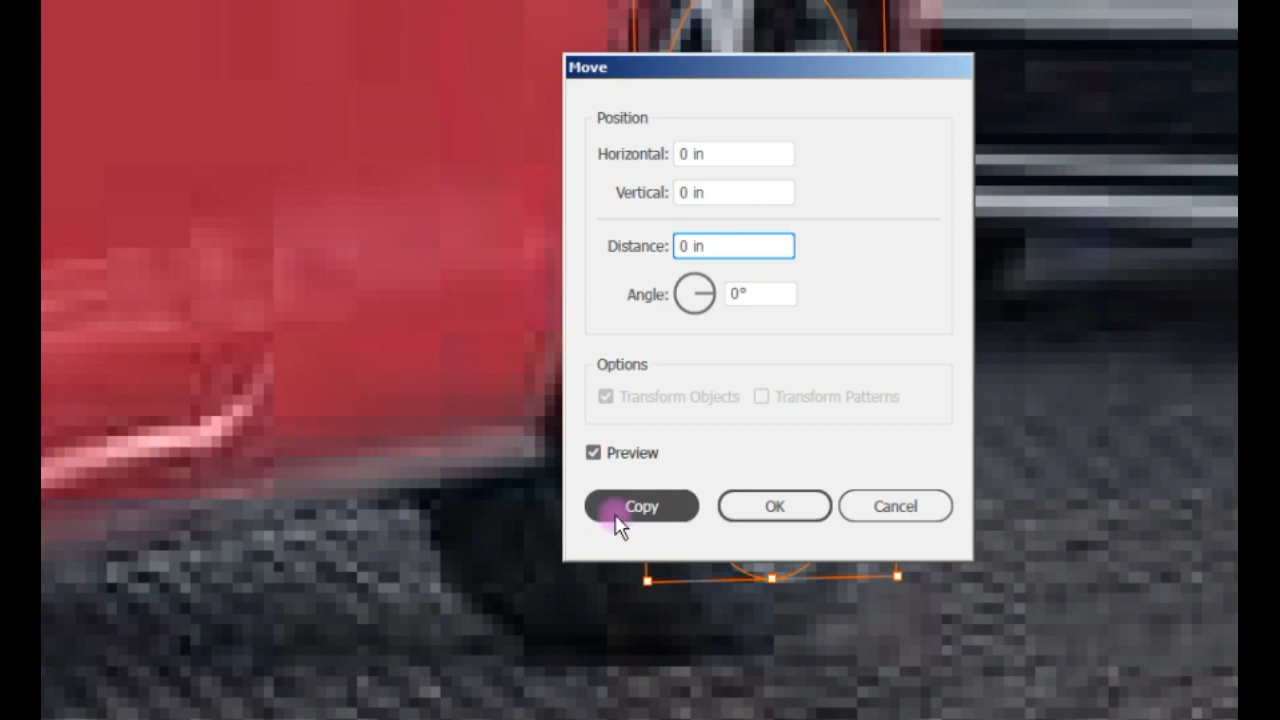 Move
Position
Horizontal: 0 in
Vertical: 0 in
Distance: 0 in
Angle: 0°
Options
Transform Objects Transform Patterns
Preview
Copy OK Cancel